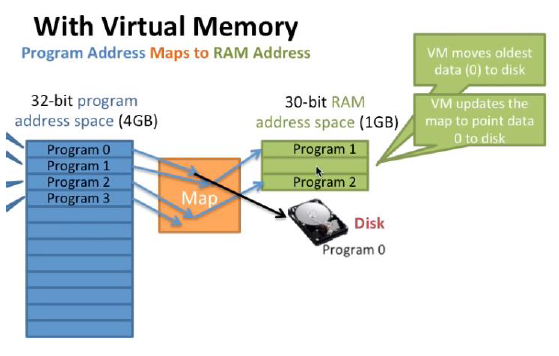 With Virtual Memory
Program Address Maps to RAM Address
32-bit program
address space (4GB)
Program 0
Program 1
Program 2
Program 3
Map
30-bit RAM
address space (1GB)
Program 1
Program 2
Disk
Program 0
VM moves oldest
data (0) to disk
VM updates the
map to point data
0 to disk